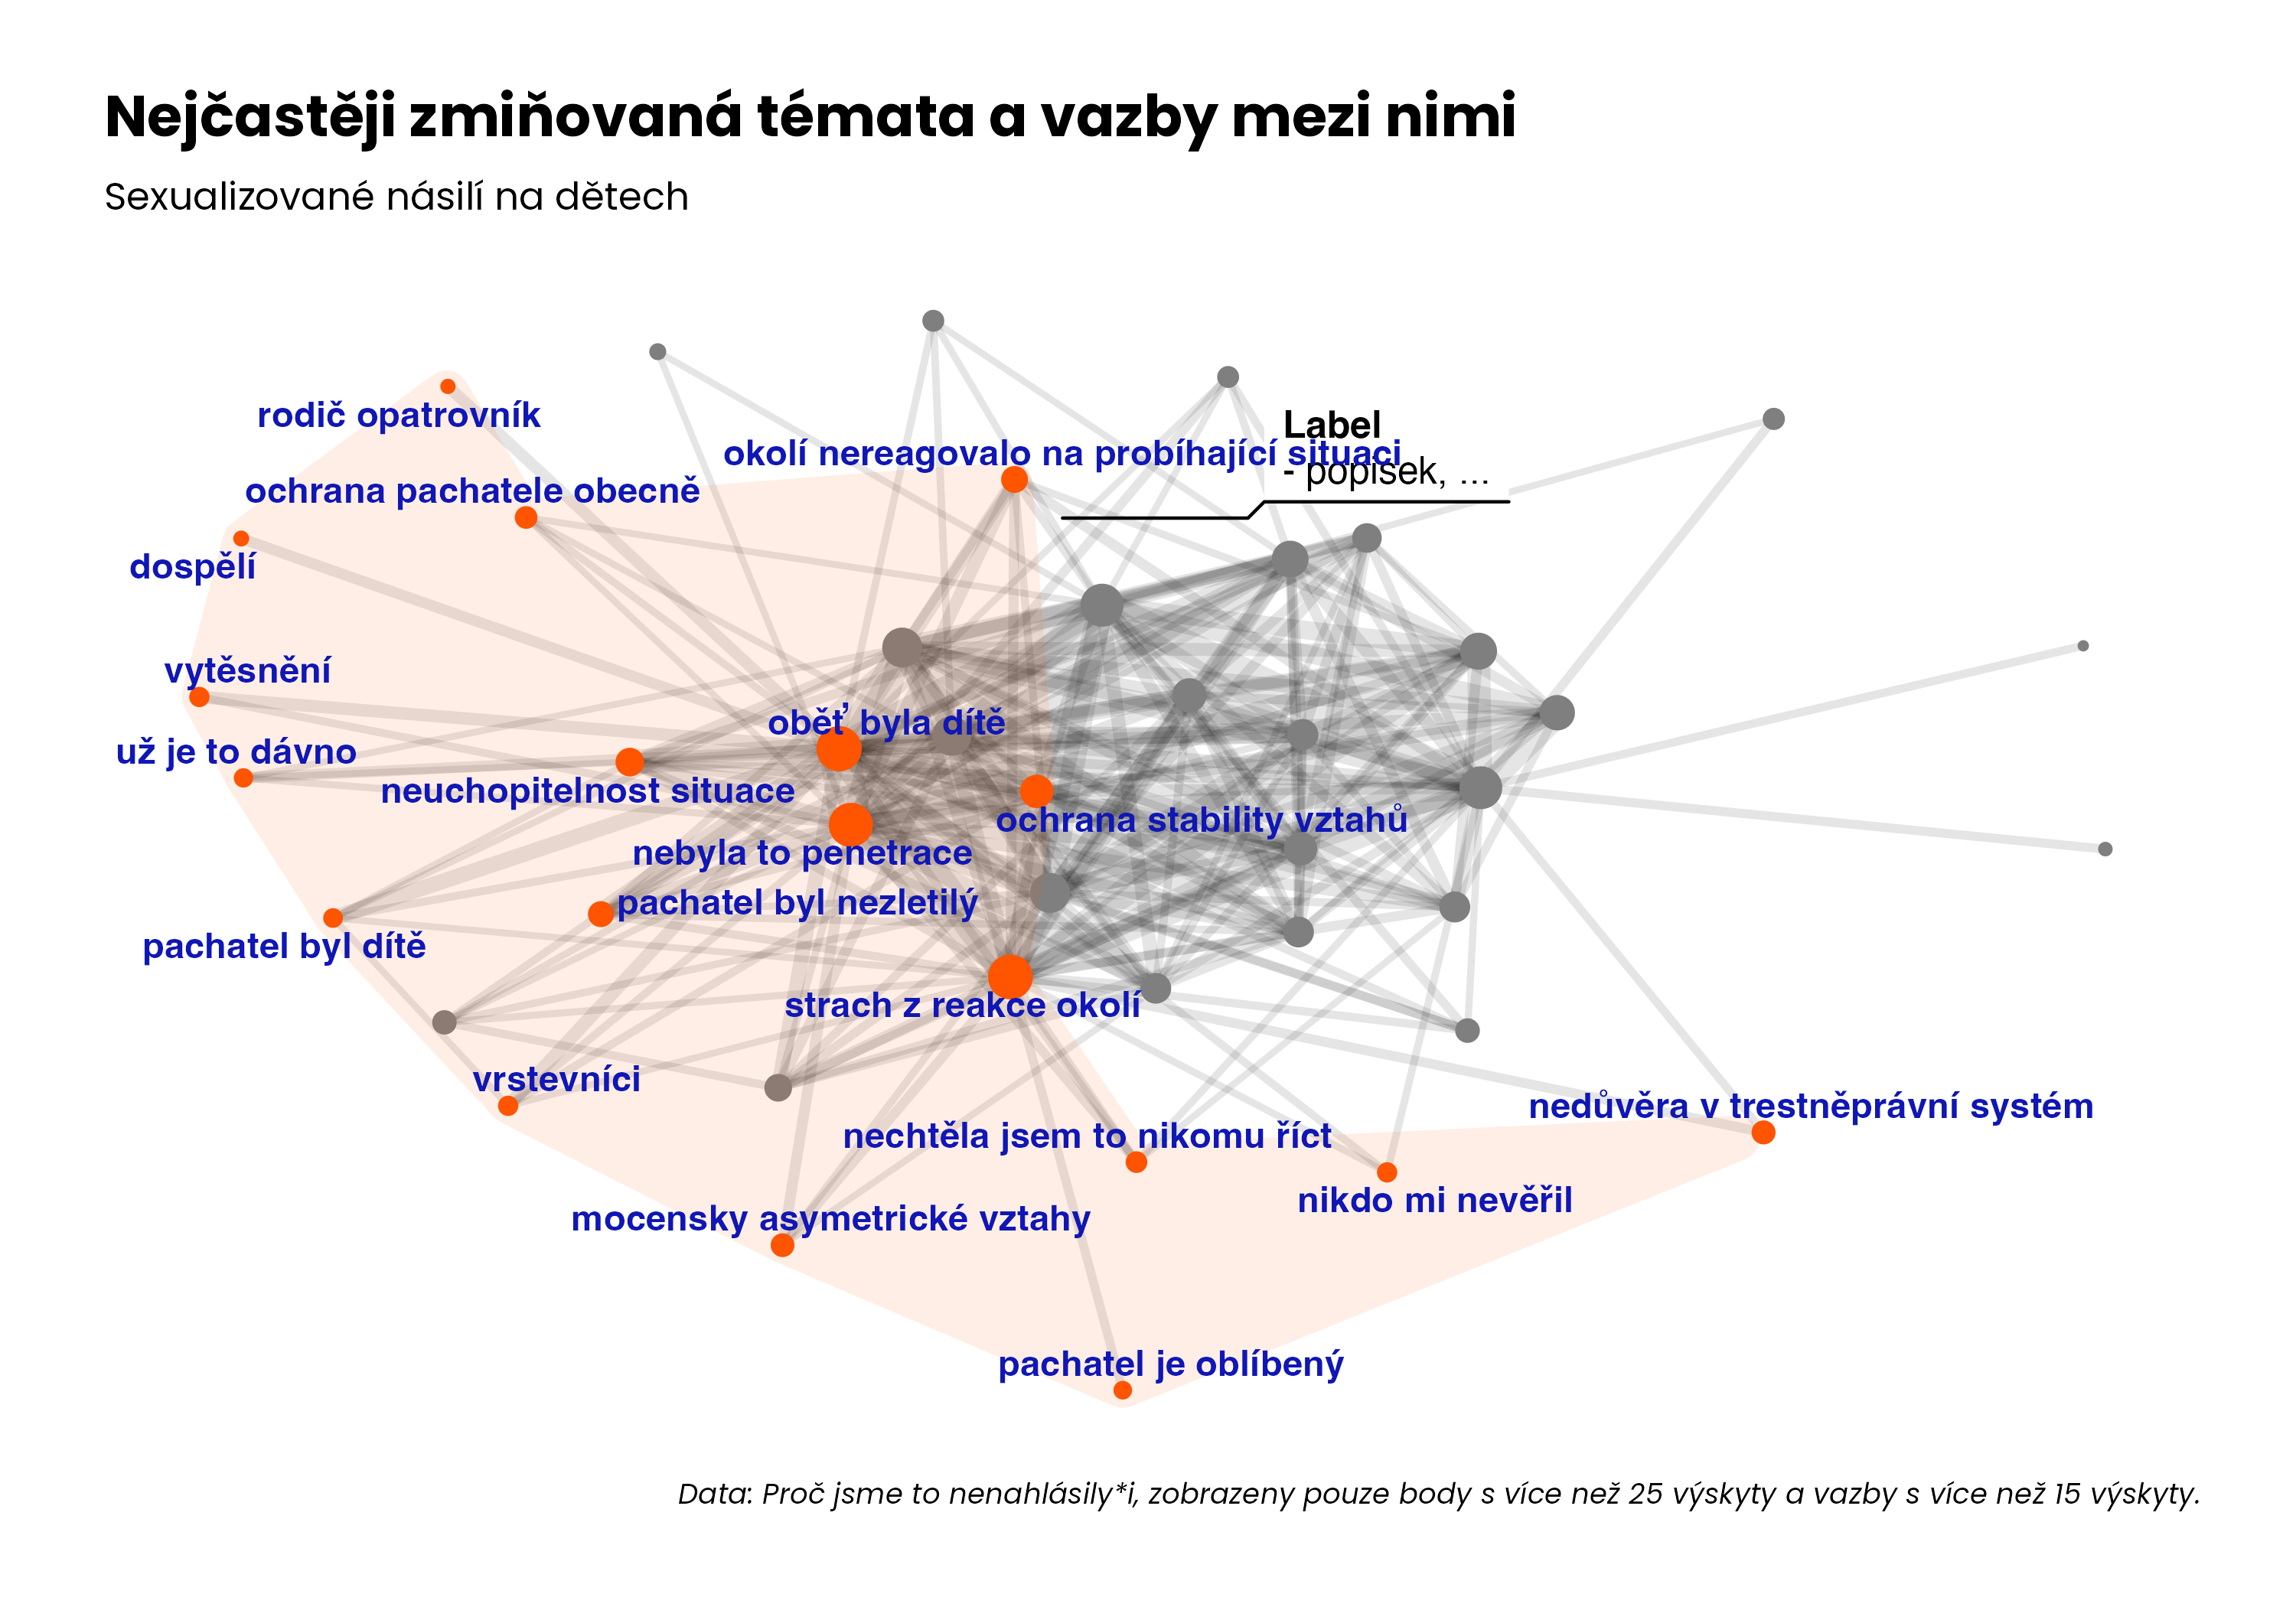 Nejčastěji zmiňovaná témata a vazby mezi nimi
Sexualizované násilí na dětech
rodič opatrovník
Label
okolí nereagovalo na probíhající situaci
- popisek, ...
ochrana pachatele obecně
dospělí
vytěsnění
oběť byla dítě
už je to dávno
neuchopitelnost situace
ochrana stability vztahů
nebyla to penetrace
pachatel byl nezletilý
pachatel byl dítě
strach z reakce okolí
vrstevníci
nedůvěra v trestněprávní systém
nechtěla jsem to nikomu říct
nikdo mi nevěřil
mocensky asymetrické vztahy
pachatel je oblíbený
Data: Proč jsme to nenahlásily*i, zobrazeny pouze body s více než 25 výskyty a vazby s více než 15 výskyty.